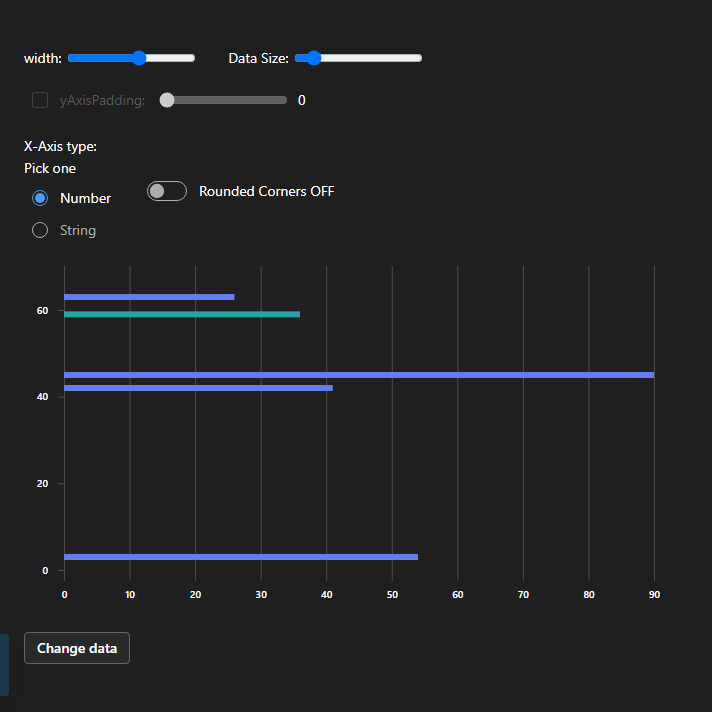 width: Data Size:
yAxisPadding: 0
X-Axis type:
Pick one
Number Rounded Corners OFF
String
60
40
20
0
0 10 20 30 40 50 60 70 80 90
Change data